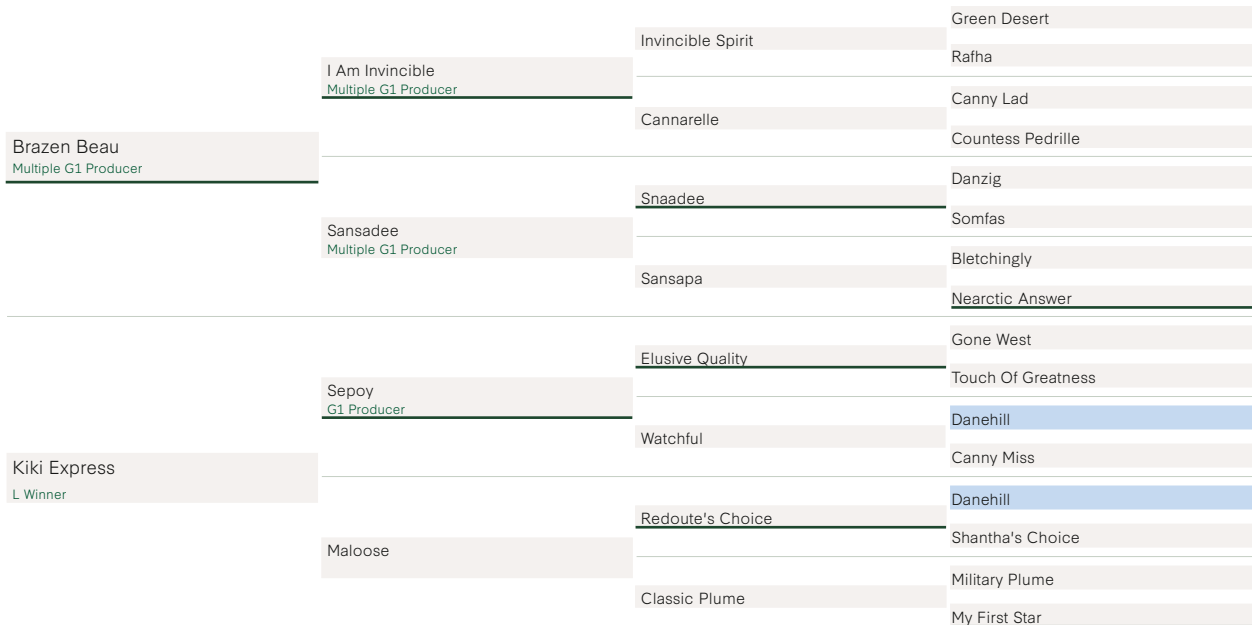 Brazen Beau
Multiple G1 Producer
Kiki Express
L Winner
I Am Invincible
Multiple G1 Producer
Sansadee
Multiple G1 Producer
Sepoy
G1 Producer
Maloose
Invincible Spirit
Cannarelle
Snaadee
Sansapa
Elusive Quality
Watchful
Redoute's Choice
Classic Plume
Green Desert
Rafha
Canny Lad
Countess Pedrille
Danzig
Somfas
Bletchingly
Nearctic Answer
Gone West
Touch Of Greatness
Danehill
Canny Miss
Danehill
Shantha's Choice
Military Plume
My First Star